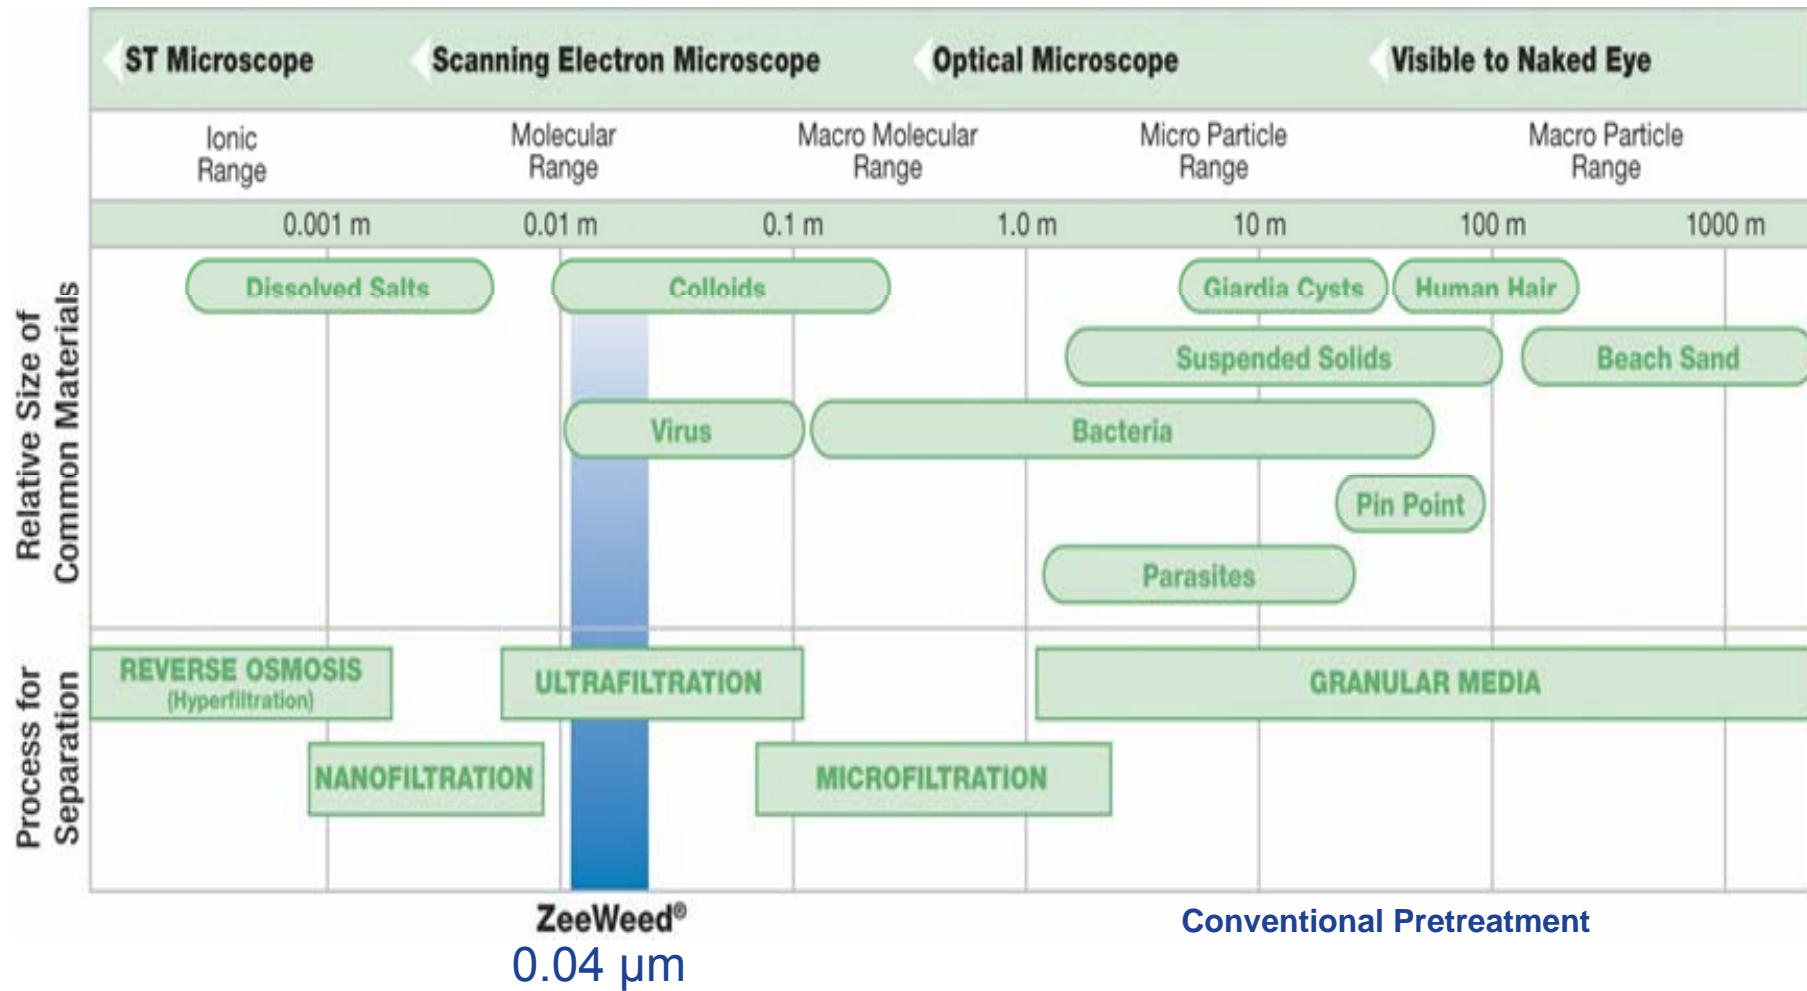 ST Microscope
Scanning Electron Microscope
Optical Microscope
Visible to Naked Eye
Ionic
Range
Molecular
Range
Macro Molecular
Range
Micro Particle
Range
Macro Particle
Range
0.001 m
0.01 m
0.1 m
1.0 m
10 m
100 m
1000 m
Relative Size of
Common Materials
Dissolved Salts
Colloids
Giardia Cysts
Human Hair
Suspended Solids
Beach Sand
Virus
Bacteria
Pin Point
Parasites
Process for
Separation
REVERSE OSMOSIS
(Hyperfiltration)
ULTRAFILTRATION
GRANULAR MEDIA
NANOFILTRATION
MICROFILTRATION
ZeeWeed®
0.04 µm
Conventional Pretreatment